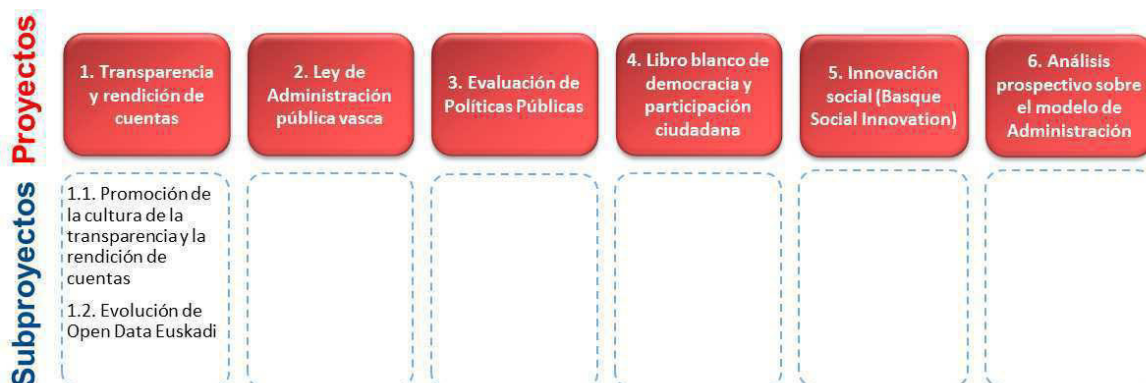 Proyectos
1. Transparencia
y rendición de
cuentas
2. Ley de
Administración
pública vasca
3. Evaluación de
Políticas Públicas
4. Libro blanco de
democracia y
participación
ciudadana
5. Innovación
social (Basque
Social Innovation)
6. Análisis
prospectivo sobre
el modelo de
Administración
Subproyectos
1.1. Promoción de
la cultura de la
transparencia y la
rendición de
cuentas
1.2. Evolución de
Open Data Euskadi